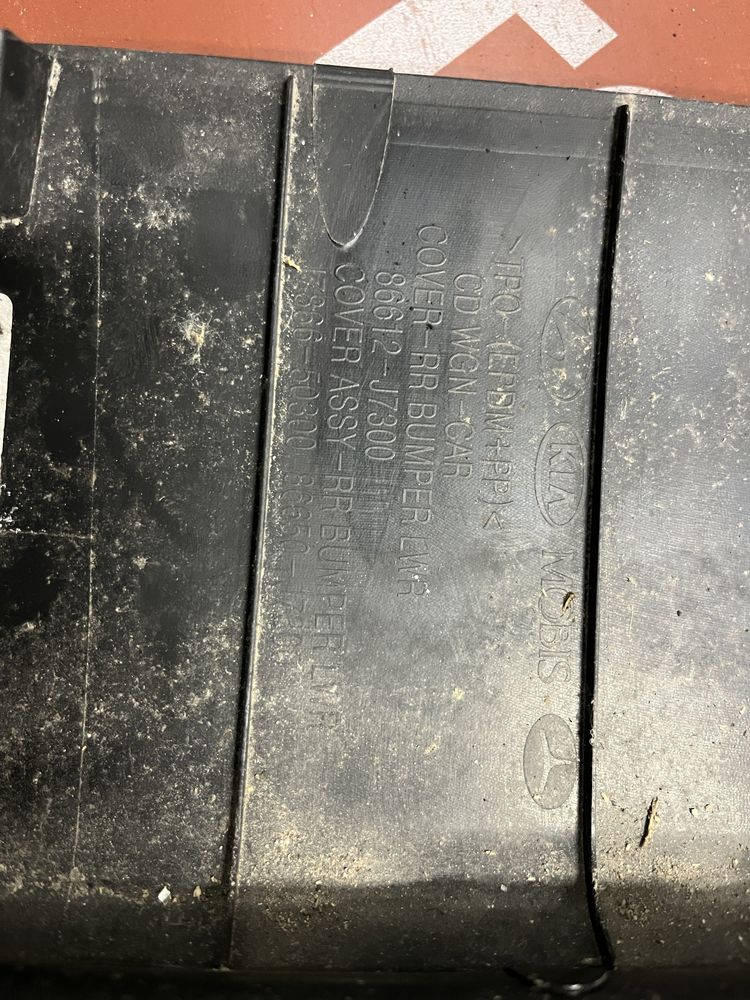 KIA MOBIS
>TPO-(EPDM+PP)<
CD WGN-CAR
COVER-RR BUMPER LWR
86612-J7300
COVER ASSY-RR BUMPER LWR